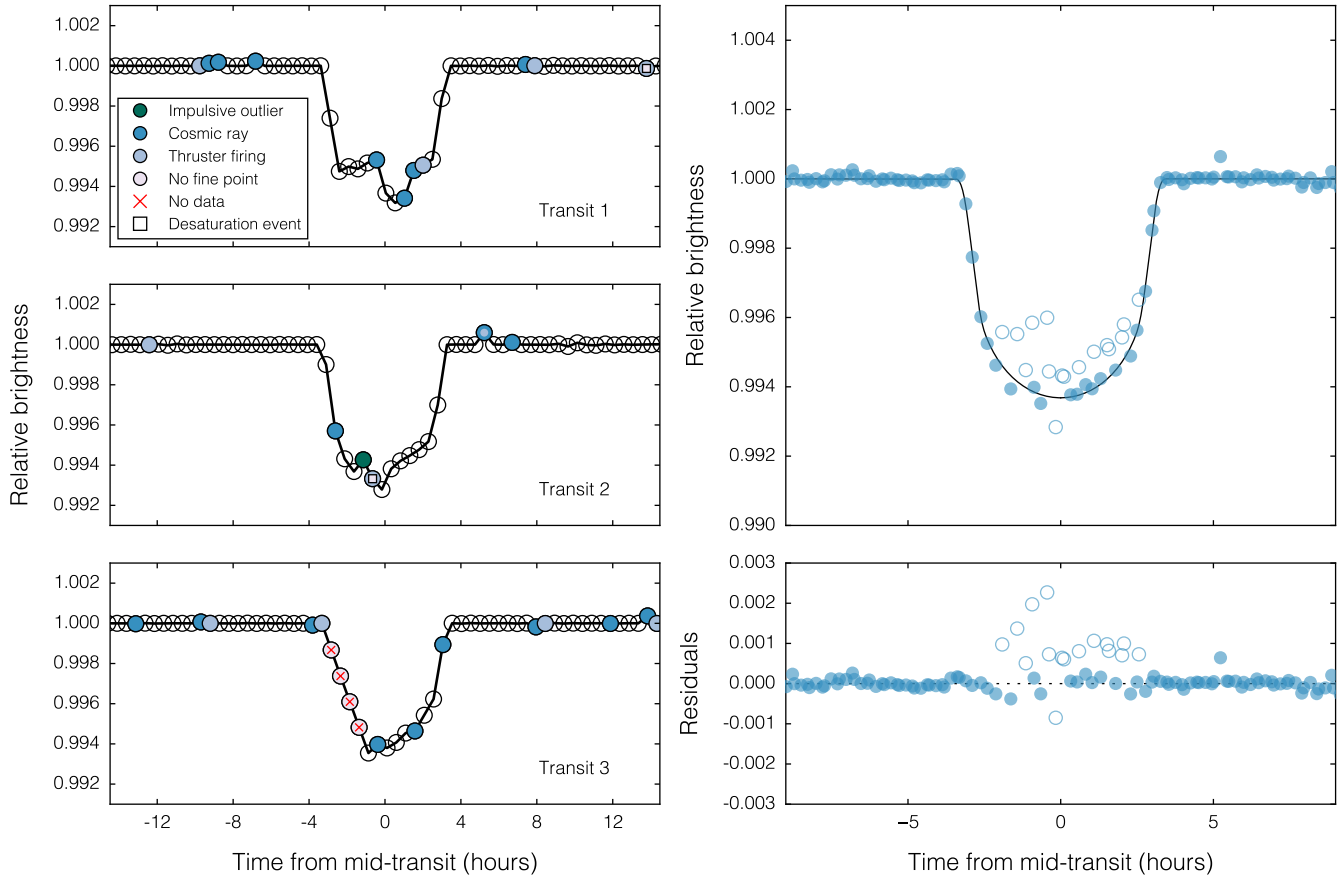 1.002
1.000
0.998
0.996
0.994
0.992
Impulsive outlier
Cosmic ray
Thruster firing
No fine point
No data
Desaturation event
Transit 1
1.002
1.000
0.998
0.996
0.994
0.992
Transit 2
Relative brightness
1.002
1.000
0.998
0.996
0.994
0.992
Transit 3
-12 -8 -4 0 4 8 12
Time from mid-transit (hours)
1.004
1.002
1.000
0.998
0.996
0.994
0.992
0.990
Relative brightness
0.003
0.002
0.001
0.000
-0.001
-0.002
-0.003
Residuals
−5 0 5
Time from mid-transit (hours)